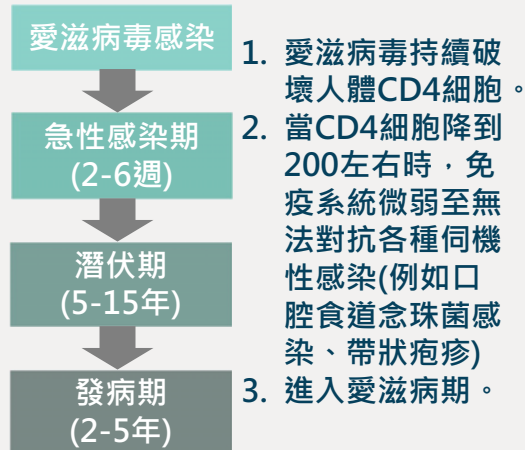 愛滋病毒感染
急性感染期
(2-6週)
潛伏期
(5-15年)
發病期
(2-5年)
1. 愛滋病毒持續破
壞人體CD4細胞。
2. 當CD4細胞降到
200左右時，免
疫系統微弱至無
法對抗各種伺機
性感染(例如口
腔食道念珠菌感
染、帶狀疱疹)
3. 進入愛滋病期。